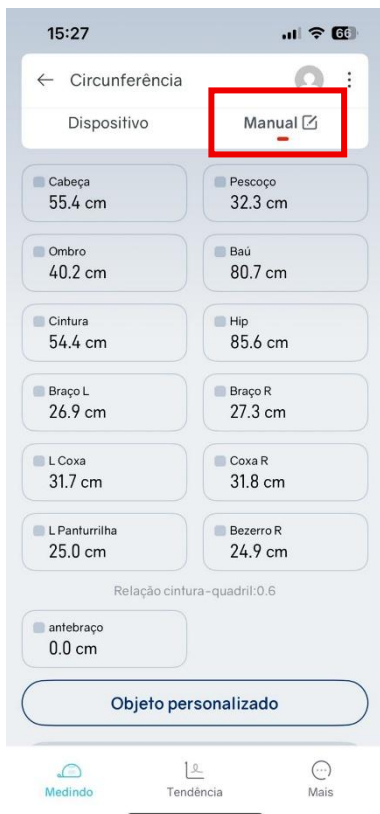 15:27
66
Circunferência
Dispositivo
Manual
Cabeça
55.4 cm
Pescoço
32.3 cm
Ombro
40.2 cm
Baú
80.7 cm
Cintura
54.4 cm
Hip
85.6 cm
Braço L
26.9 cm
Braço R
27.3 cm
L Coxa
31.7 cm
Coxa R
31.8 cm
L Panturrilha
25.0 cm
Bezerro R
24.9 cm
Relação cintura-quadril:0.6
antebraço
0.0 cm
Objeto personalizado
Medindo
Tendência
Mais